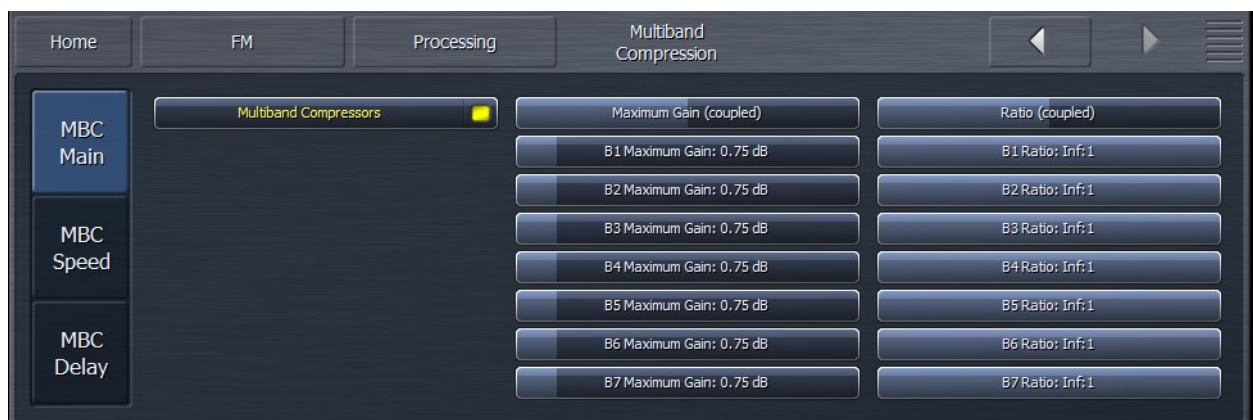 Home
FM
Processing
Multiband
Compression
MBC
Main
MBC
Speed
MBC
Delay
Multiband Compressors
Maximum Gain (coupled)
B1 Maximum Gain: 0.75 dB
B2 Maximum Gain: 0.75 dB
B3 Maximum Gain: 0.75 dB
B4 Maximum Gain: 0.75 dB
B5 Maximum Gain: 0.75 dB
B6 Maximum Gain: 0.75 dB
B7 Maximum Gain: 0.75 dB
Ratio (coupled)
B1 Ratio: Inf:1
B2 Ratio: Inf:1
B3 Ratio: Inf:1
B4 Ratio: Inf:1
B5 Ratio: Inf:1
B6 Ratio: Inf:1
B7 Ratio: Inf:1